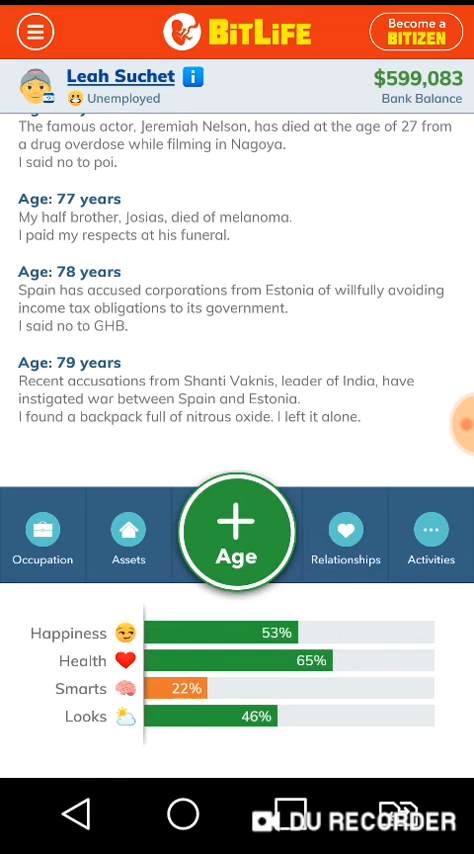 BITLIFE
Become a
BITIZEN
Leah Suchet
Unemployed
$599,083
Bank Balance
The famous actor, Jeremiah Nelson, has died at the age of 27 from
a drug overdose while filming in Nagoya.
I said no to poi.
Age: 77 years
My half brother, Josias, died of melanoma.
I paid my respects at his funeral.
Age: 78 years
Spain has accused corporations from Estonia of willfully avoiding
income tax obligations to its government.
I said no to GHB.
Age: 79 years
Recent accusations from Shanti Vaknis, leader of India, have
instigated war between Spain and Estonia.
I found a backpack full of nitrous oxide. I left it alone.
Occupation
Assets
Age
Relationships
Activities
Happiness 53%
Health 65%
Smarts 22%
Looks 46%
DU RECORDER